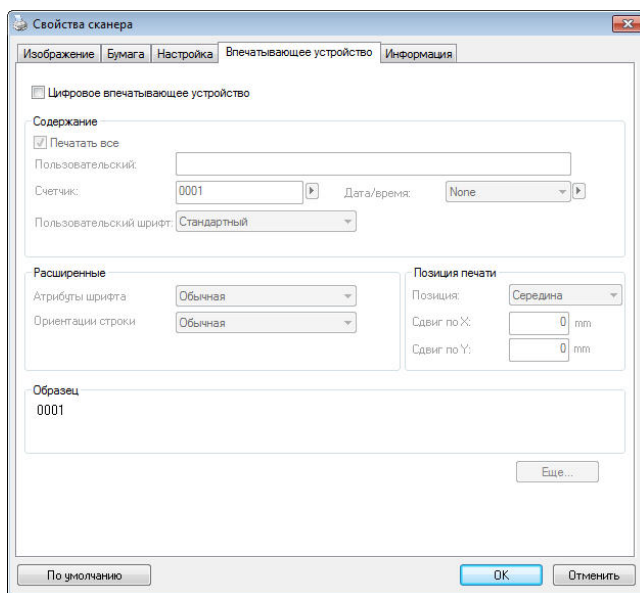 Свойства сканера
Изображение Бумага Настройка Впечатывающее устройство Информация
Цифровое впечатывающее устройство
Содержание
Печатать все
Пользовательский:
Счетчик: 0001 Дата/время: None
Пользовательский шрифт: Стандартный
Расширенные Позиция печати
Атрибуты шрифта Обычная Позиция: Середина
Ориентации строки Обычная Сдвиг по X: 0 mm
Сдвиг по Y: 0 mm
Образец
0001
Еще...
По умолчанию OK Отменить